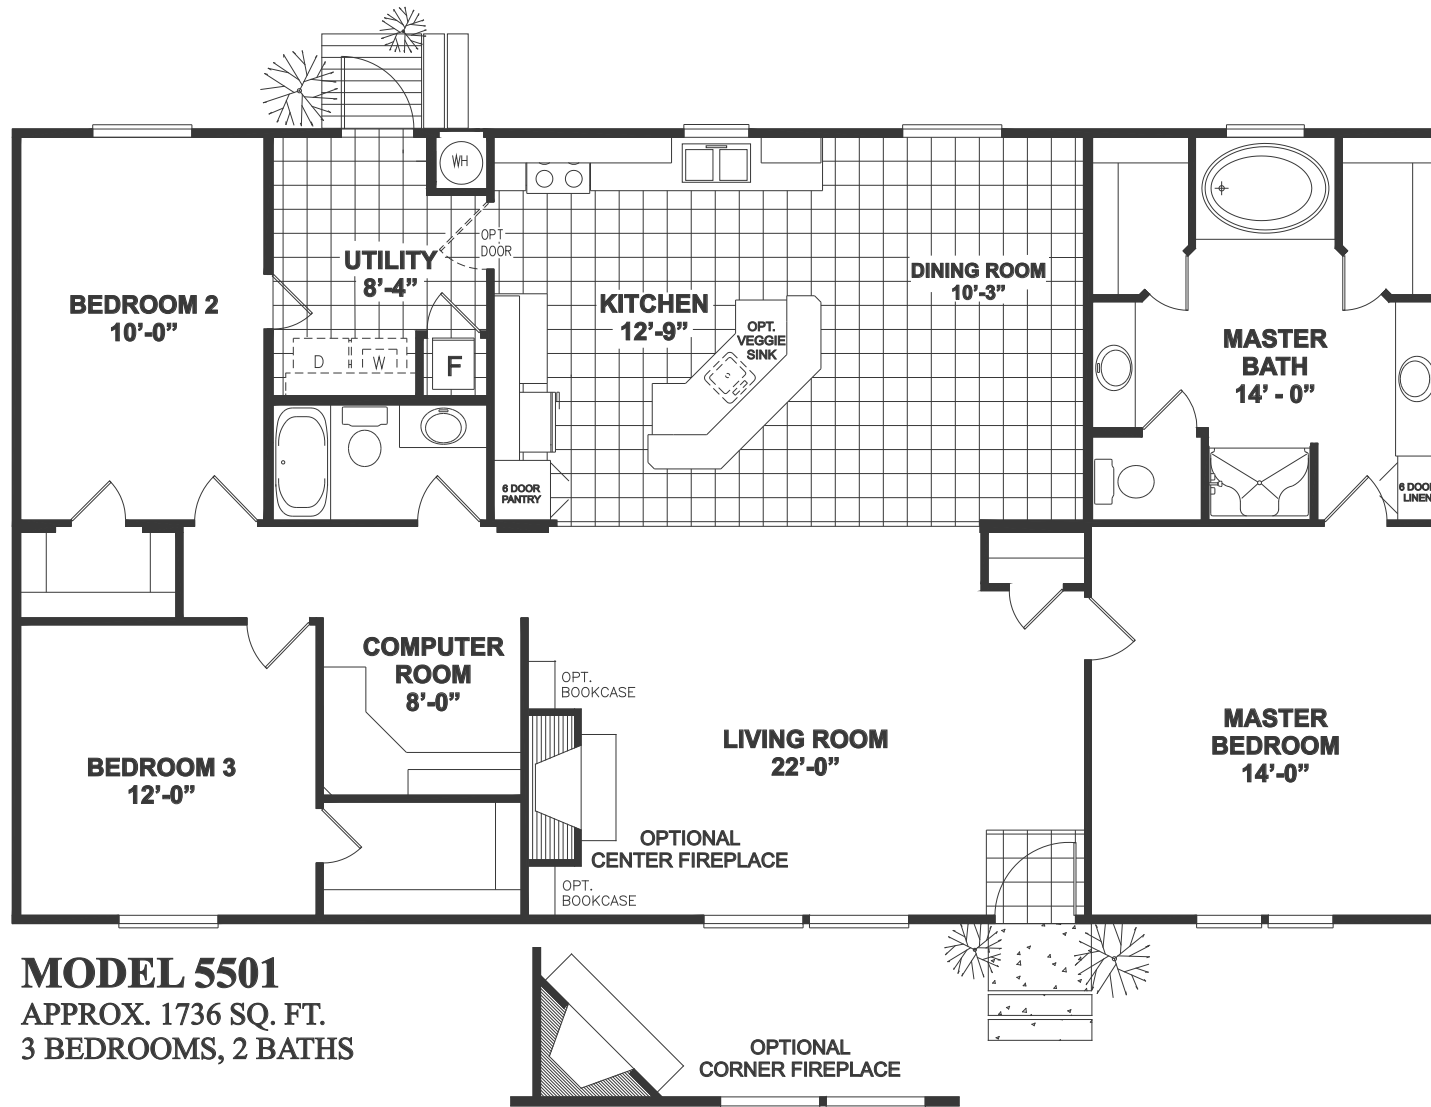 WH
OPT
DOOR
UTILITY
8'-4"
BEDROOM 2
10'-0"
KITCHEN
12'-9"
DINING ROOM
10'-3"
OPT.
VEGGIE
SINK
MASTER
BATH
14' - 0"
D
W
F
6 DOOR
PANTRY
6 DOOR
LINEN
COMPUTER
ROOM
8'-0"
OPT.
BOOKCASE
LIVING ROOM
22'-0"
MASTER
BEDROOM
14'-0"
BEDROOM 3
12'-0"
OPTIONAL
CENTER FIREPLACE
OPT.
BOOKCASE
MODEL 5501
APPROX. 1736 SQ. FT.
3 BEDROOMS, 2 BATHS
OPTIONAL
CORNER FIREPLACE